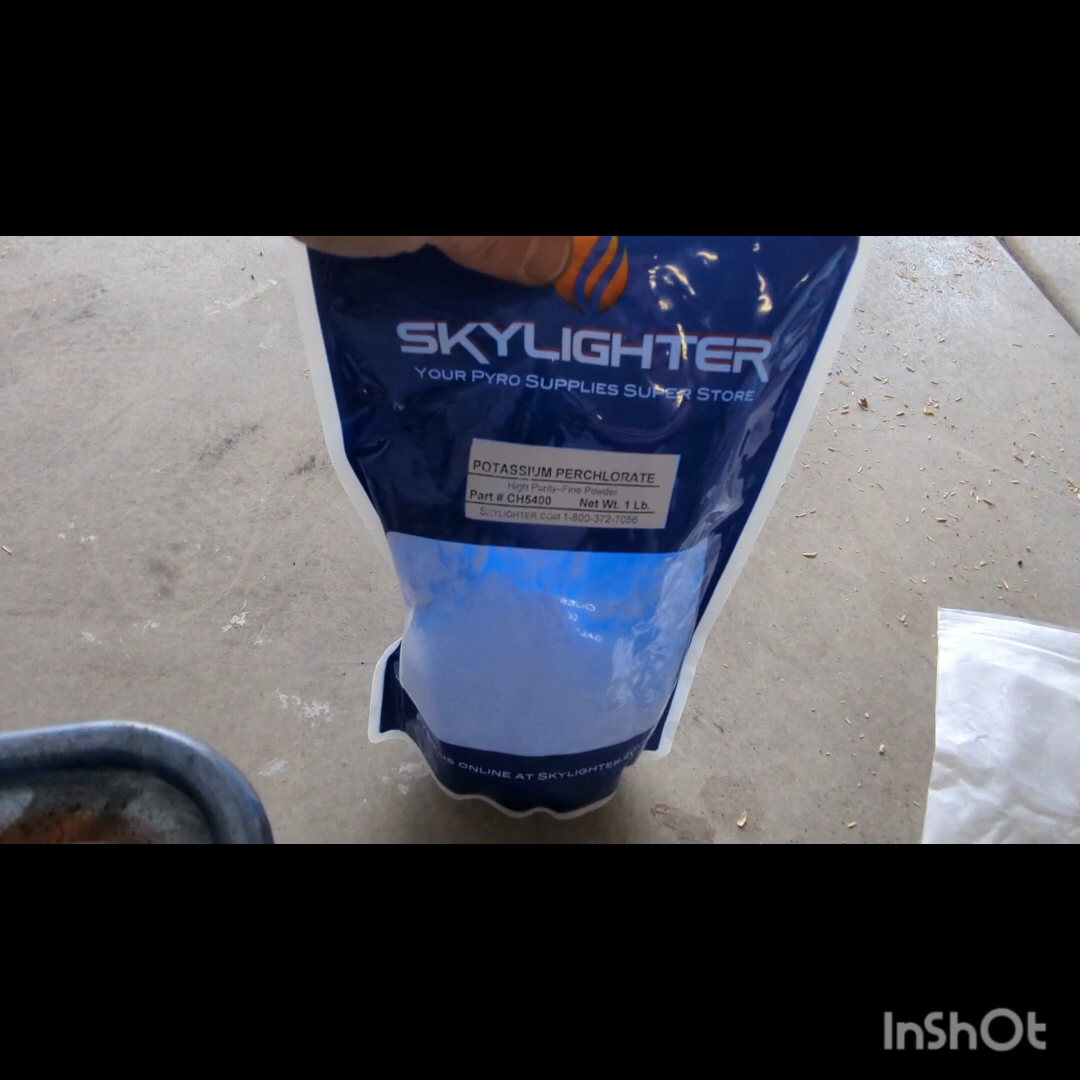 SKYLIGHTER
YOUR PYRO SUPPLIES SUPER STORE
POTASSIUM PERCHLORATE
High Purity–Fine Powder
Part # CH5400 Net Wt. 1 Lb.
SKYLIGHTER.COM 1-800-372-7056
ONLINE AT SKYLIGHTER.
InShOt